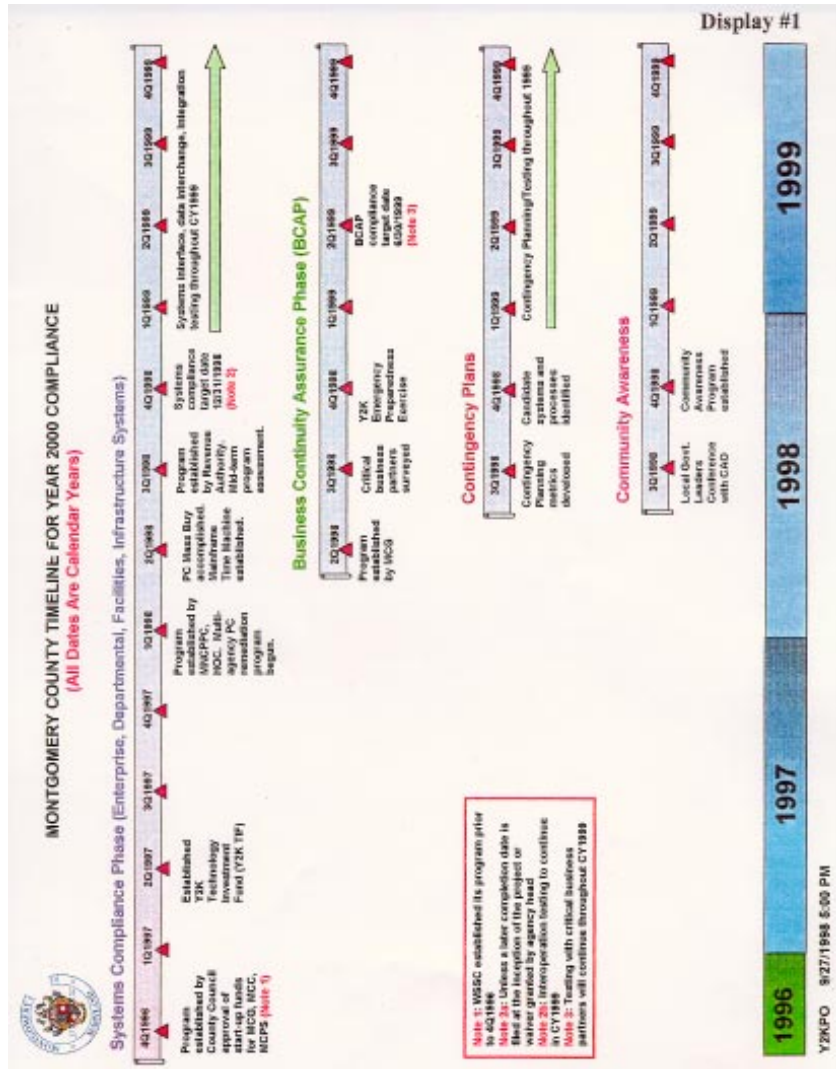 Display #1
MONTGOMERY COUNTY TIMELINE FOR YEAR 2000 COMPLIANCE
(All Dates Are Calendar Years)
Systems Compliance Phase (Enterprise, Departmental, Facilities, Infrastructure Systems)
4Q1996 1Q1997 2Q1997 3Q1997 4Q1997 1Q1998 2Q1998 3Q1998 4Q1998 1Q1999 2Q1999 3Q1999 4Q1999
Program
established by
County Council
approval of
start-up funds
for MCG, MCC,
MCPS (Note 1)
Established
Y2K
Technology
Investment
Fund (Y2K TIF)
Program
established by
MNCPPC,
HOC. Multi-
agency PC
remediation
program
begun.
PC Mass Buy
accomplished.
Mainframe
Time Machine
established.
Program
established
by Revenue
Authority.
Mid-term
program
assessment.
Systems
compliance
target date
12/31/1998
(Note 2)
Systems interface, data interchange, integration
testing throughout CY1999
Business Continuity Assurance Phase (BCAP)
2Q1998 3Q1998 4Q1998 1Q1999 2Q1999 3Q1999 4Q1999
Program
established
by MCG
Critical
business
partners
surveyed
Y2K
Emergency
Preparedness
Exercise
BCAP
compliance
target date
6/30/1999
(Note 3)
Contingency Plans
3Q1998 4Q1998 1Q1999 2Q1999 3Q1999 4Q1999
Contingency
Planning
metrics
developed
Candidate
systems and
processes
identified
Contingency Planning/Testing throughout 1999
Community Awareness
3Q1998 4Q1998 1Q1999 2Q1999 3Q1999 4Q1999
Local Govt.
Leaders
Conference
with CAO
Community
Awareness
Program
established
Note 1: WSSC established its program prior
to 4Q1996
Note 2a: Unless a later completion date is
filed at the inception of the project or
waiver granted by agency head
Note 2b: Interoperation testing to continue
in CY1999
Note 3: Testing with critical business
partners will continue throughout CY1999
1996 1997 1998 1999
Y2KPO 9/27/1998 5:00 PM